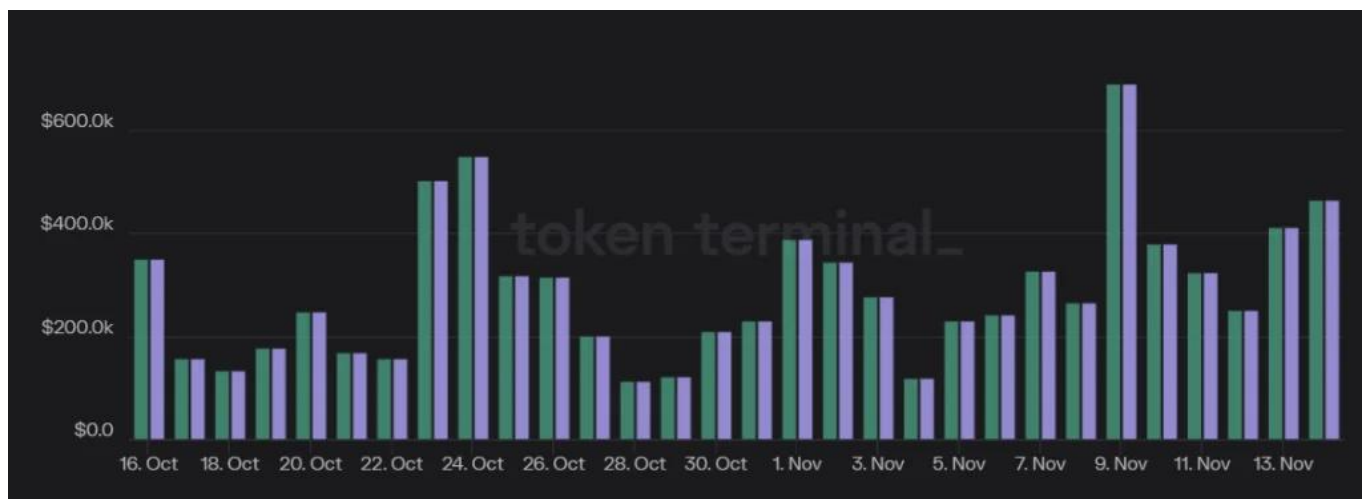 $600.0k
$400.0k
token terminal_
$200.0k
$0.0
16. Oct 18. Oct 20. Oct 22. Oct 24. Oct 26. Oct 28. Oct 30. Oct 1. Nov 3. Nov 5. Nov 7. Nov 9. Nov 11. Nov 13. Nov